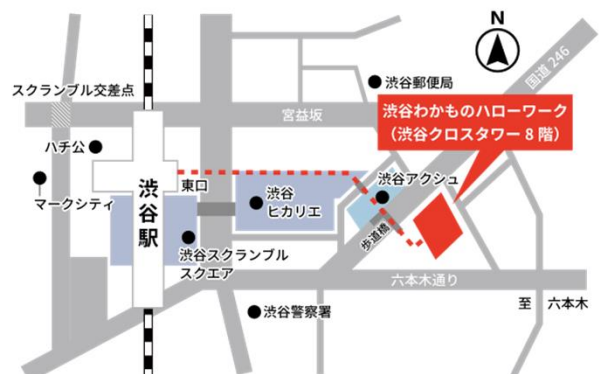 N
国道 246
スクランブル交差点
渋谷郵便局
宮益坂
渋谷わかものハローワーク
（渋谷クロスタワー 8 階）
ハチ公
東口
渋谷アクシュ
マークシティ
渋谷駅
渋谷
ヒカリエ
歩道橋
渋谷スクランブル
スクエア
六本木通り
渋谷警察署
至 六本木